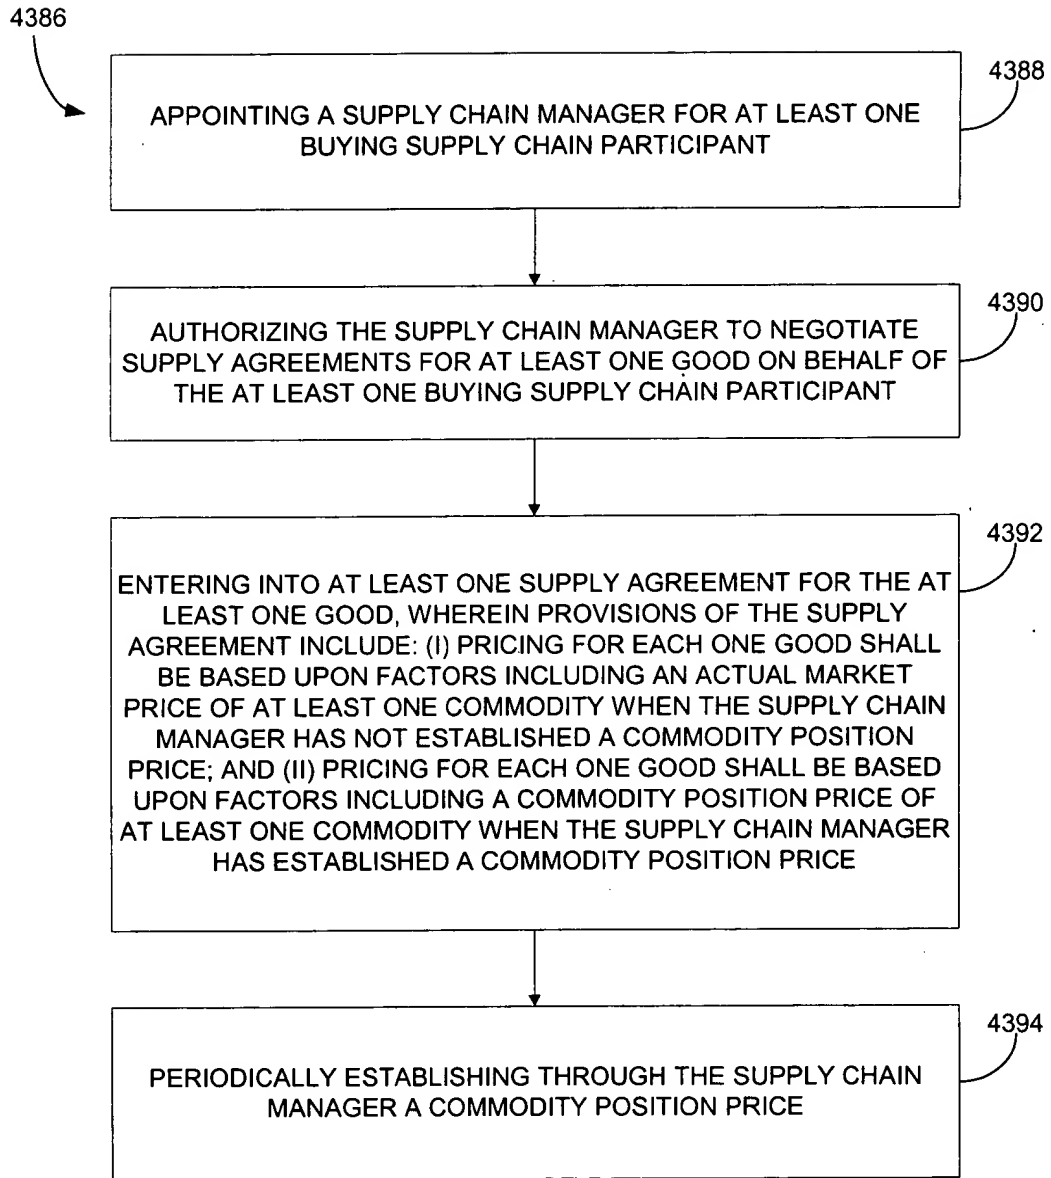 4386
4388
APPOINTING A SUPPLY CHAIN MANAGER FOR AT LEAST ONE
BUYING SUPPLY CHAIN PARTICIPANT
4390
AUTHORIZING THE SUPPLY CHAIN MANAGER TO NEGOTIATE
SUPPLY AGREEMENTS FOR AT LEAST ONE GOOD ON BEHALF OF
THE AT LEAST ONE BUYING SUPPLY CHAIN PARTICIPANT
4392
ENTERING INTO AT LEAST ONE SUPPLY AGREEMENT FOR THE AT
LEAST ONE GOOD, WHEREIN PROVISIONS OF THE SUPPLY
AGREEMENT INCLUDE: (I) PRICING FOR EACH ONE GOOD SHALL
BE BASED UPON FACTORS INCLUDING AN ACTUAL MARKET
PRICE OF AT LEAST ONE COMMODITY WHEN THE SUPPLY CHAIN
MANAGER HAS NOT ESTABLISHED A COMMODITY POSITION
PRICE; AND (II) PRICING FOR EACH ONE GOOD SHALL BE BASED
UPON FACTORS INCLUDING A COMMODITY POSITION PRICE OF
AT LEAST ONE COMMODITY WHEN THE SUPPLY CHAIN MANAGER
HAS ESTABLISHED A COMMODITY POSITION PRICE
4394
PERIODICALLY ESTABLISHING THROUGH THE SUPPLY CHAIN
MANAGER A COMMODITY POSITION PRICE